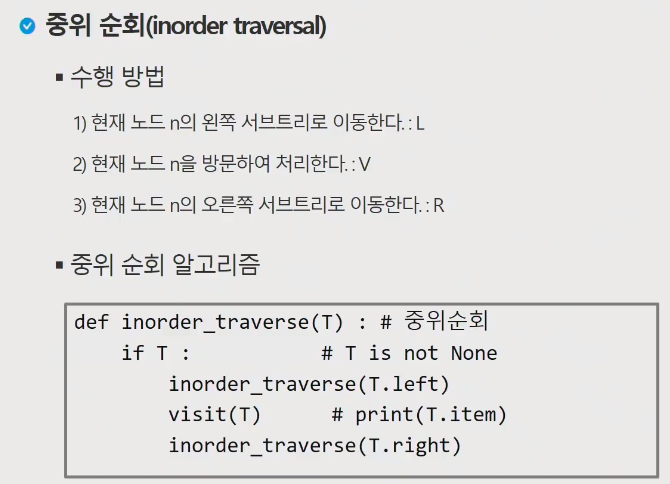 중위 순회(inorder traversal)
▪ 수행 방법
1) 현재 노드 n의 왼쪽 서브트리로 이동한다. : L
2) 현재 노드 n을 방문하여 처리한다. : V
3) 현재 노드 n의 오른쪽 서브트리로 이동한다. : R
▪ 중위 순회 알고리즘
def inorder_traverse(T) : # 중위순회
    if T :           # T is not None
        inorder_traverse(T.left)
        visit(T)      # print(T.item)
        inorder_traverse(T.right)